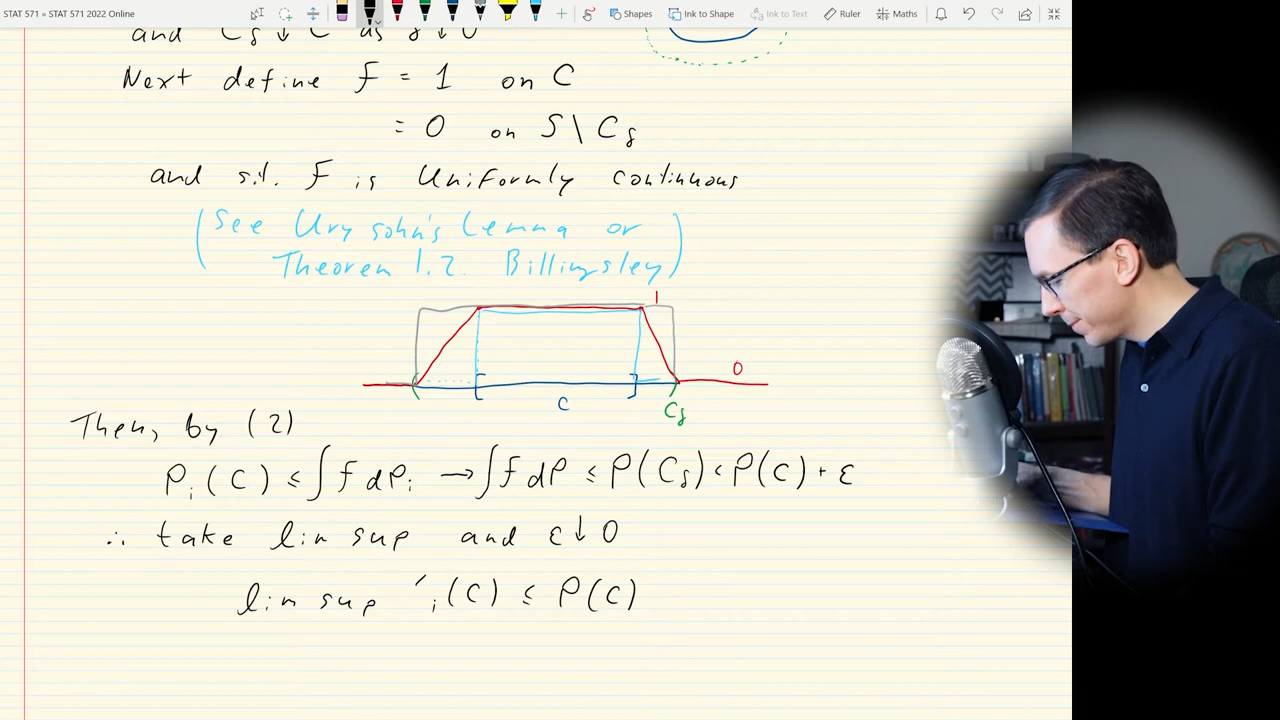 STAT 571 » STAT 571 2022 Online
Shapes Ink to Shape Ink to Text Ruler Maths
and C_δ ↓ C as δ ↓ 0
Next define f = 1 on C
= 0 on S \ C_δ
and s.t. f is Uniformly continuous
(See Urysohn's Lemma or
Theorem 1.2. Billingsley)
1
0
C
C_δ
Then, by (2)
P_i(C) ≤ ∫ f dP_i → ∫ f dP ≤ P(C_δ) < P(C) + ε
∴ take lim sup and ε↓0
lim sup _i(C) ≤ P(C)